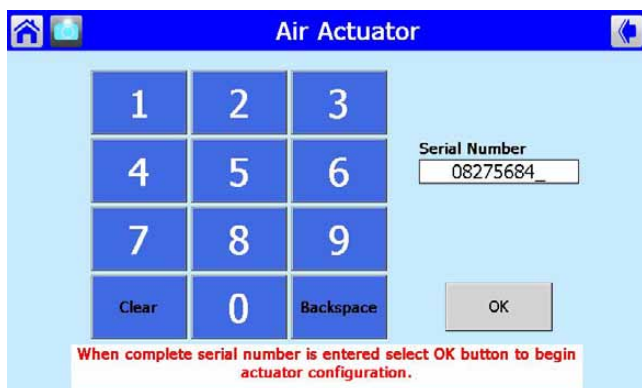 Air Actuator
1 2 3
4 5 6
7 8 9
Clear 0 Backspace
Serial Number
08275684_
OK
When complete serial number is entered select OK button to begin
actuator configuration.